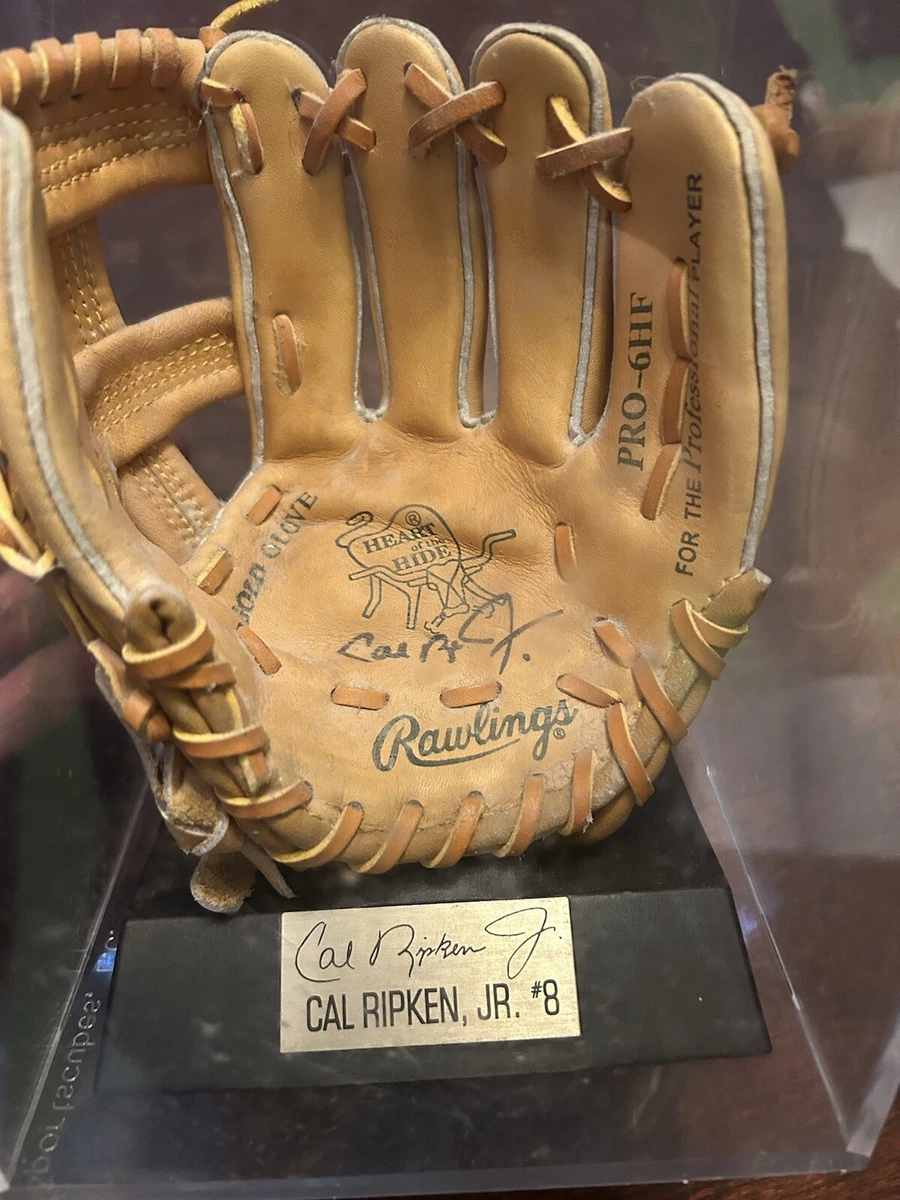 PRO-6HF
FOR THE Professional PLAYER
GOLD GLOVE
HEART ®
of the
HIDE
Cal
Rawlings®
Cal Ripken Jr.
CAL RIPKEN, JR. #8